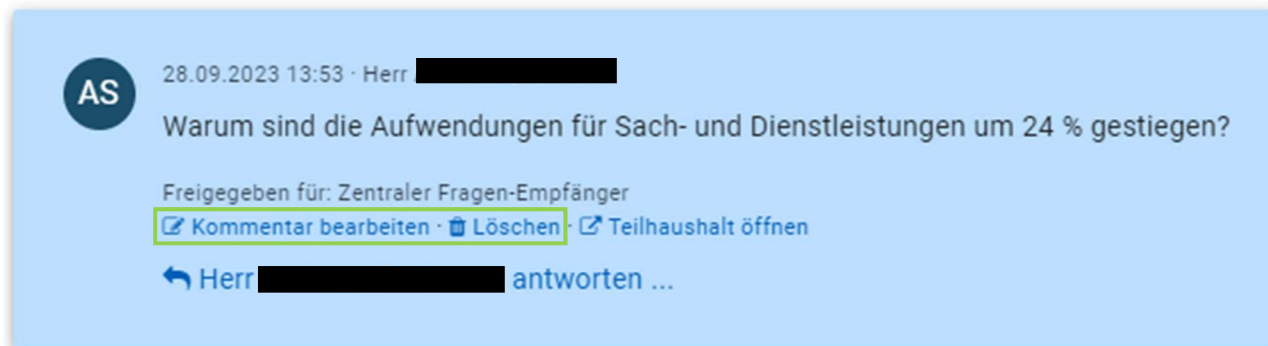 AS
28.09.2023 13:53 · Herr
Warum sind die Aufwendungen für Sach- und Dienstleistungen um 24 % gestiegen?
Freigegeben für: Zentraler Fragen-Empfänger
Kommentar bearbeiten · Löschen · Teilhaushalt öffnen
Herr antworten ...